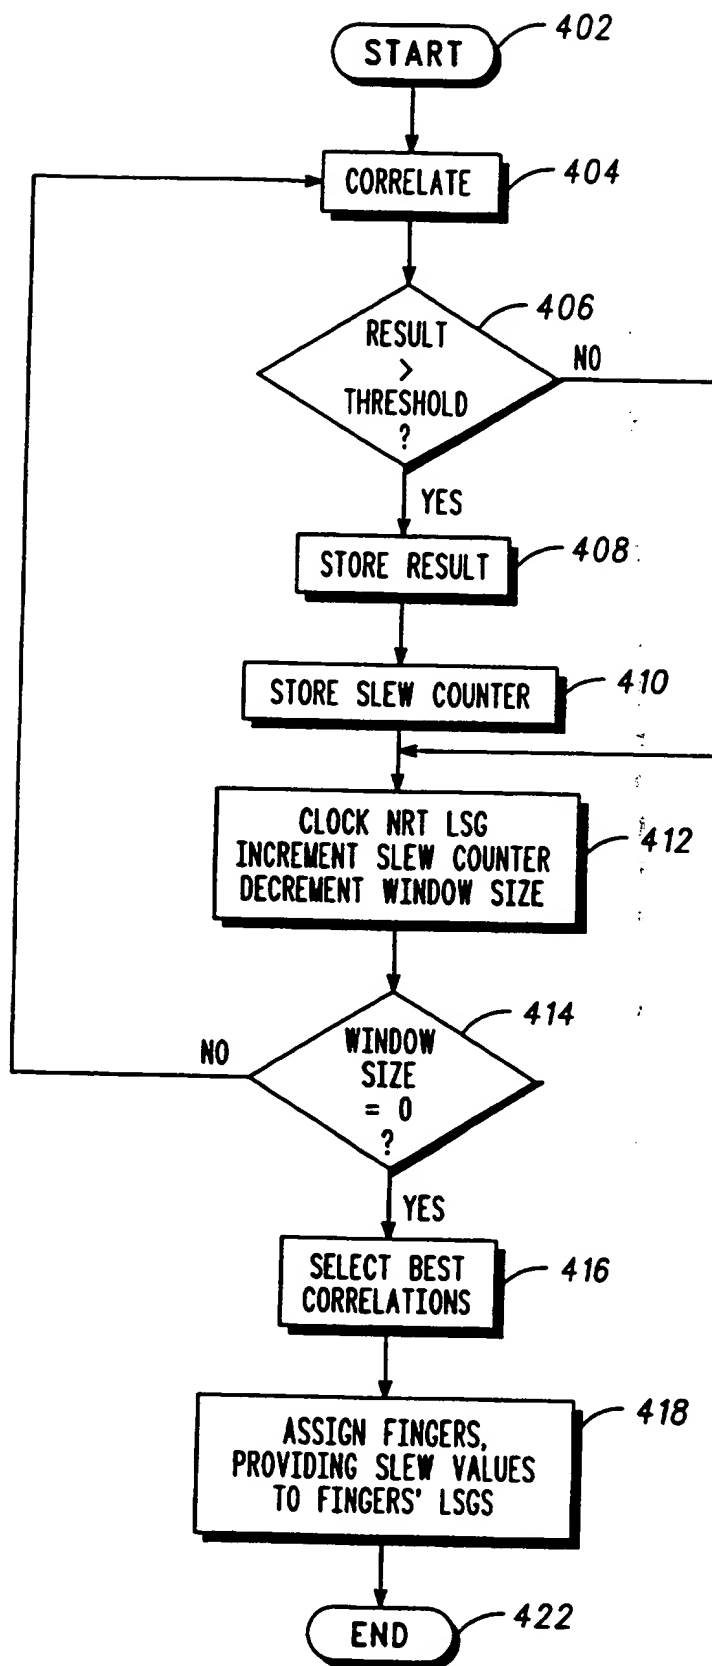 START
402
CORRELATE
404
RESULT
>
THRESHOLD
?
406
NO
YES
STORE RESULT
408
STORE SLEW COUNTER
410
CLOCK NRT LSG
INCREMENT SLEW COUNTER
DECREMENT WINDOW SIZE
412
WINDOW
SIZE
= 0
?
414
NO
YES
SELECT BEST
CORRELATIONS
416
ASSIGN FINGERS,
PROVIDING SLEW VALUES
TO FINGERS' LSGS
418
END
422